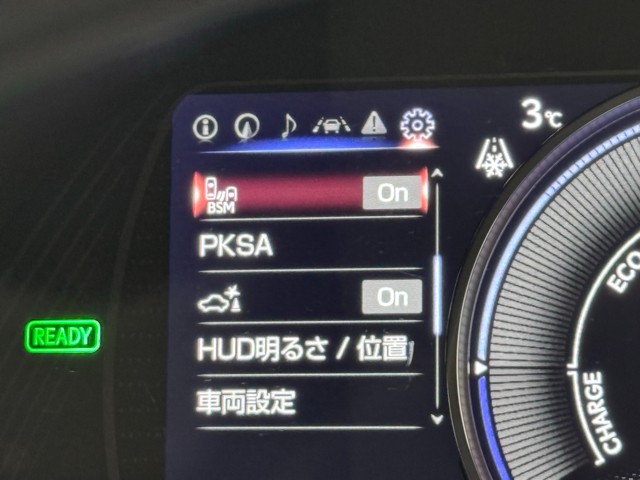 3℃
BSM On
PKSA
On
READY
HUD明るさ / 位置
車両設定
ECO
CHARGE